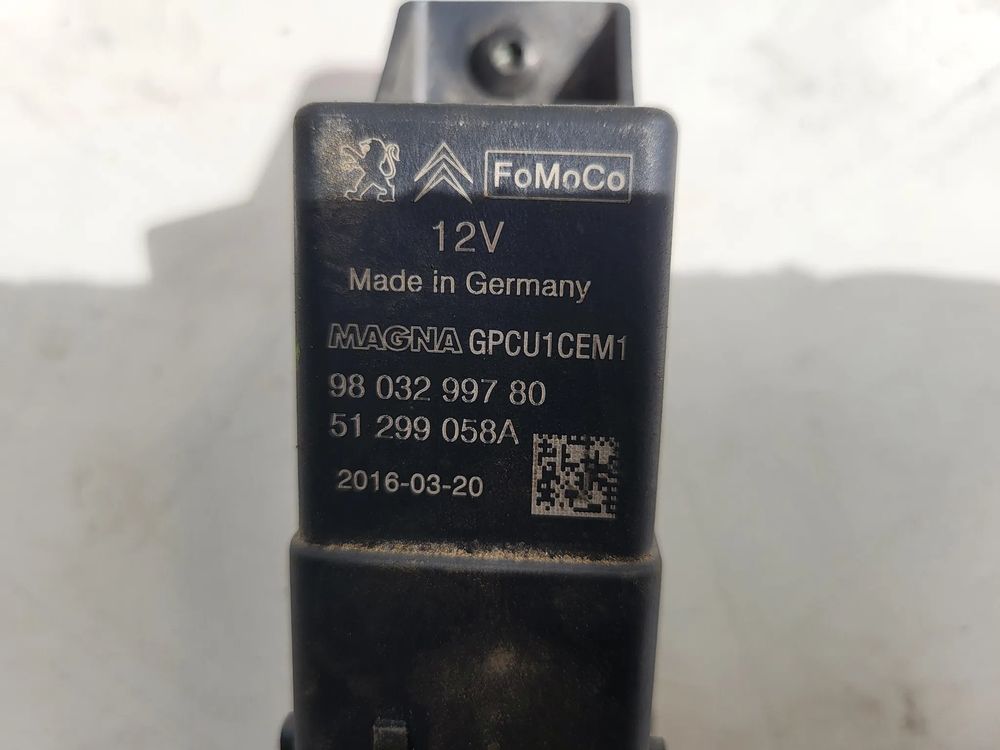 FoMoCo
12V
Made in Germany
MAGNA GPCU1CEM1
98 032 997 80
51 299 058A
2016-03-20